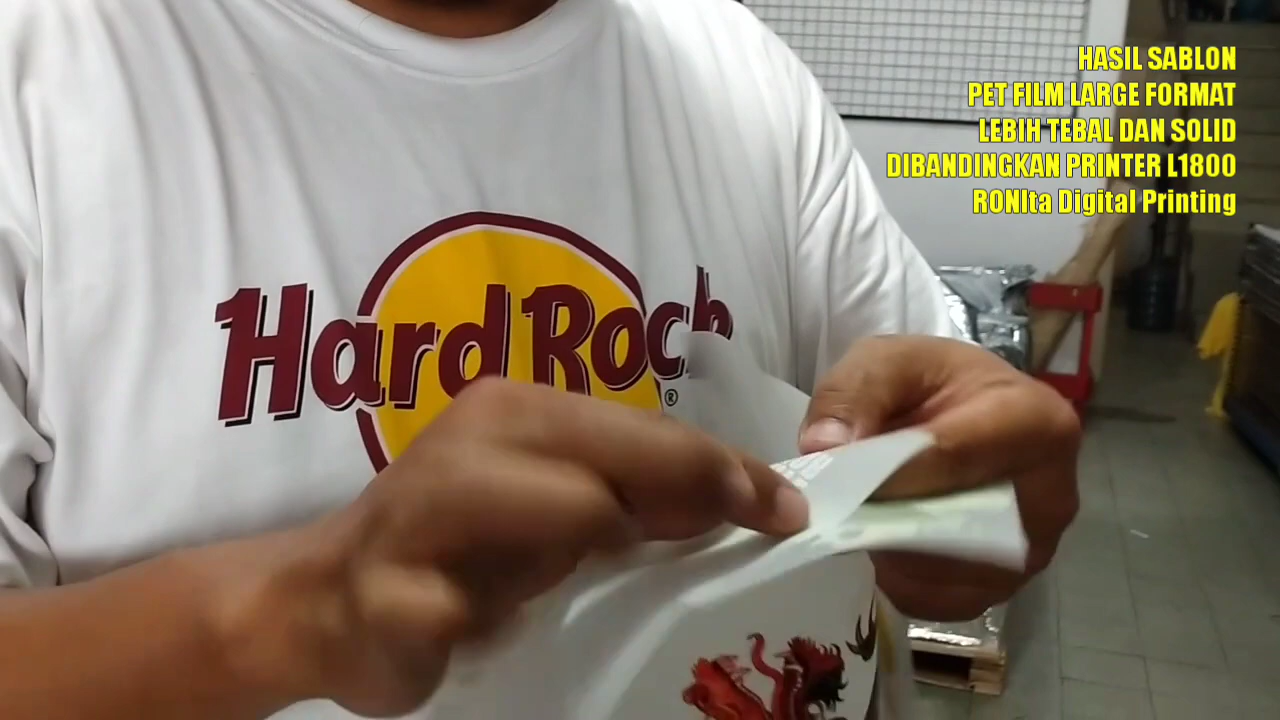 HASIL SABLON
PET FILM LARGE FORMAT
LEBIH TEBAL DAN SOLID
DIBANDINGKAN PRINTER L1800
RONIta Digital Printing
Hard Rock
®